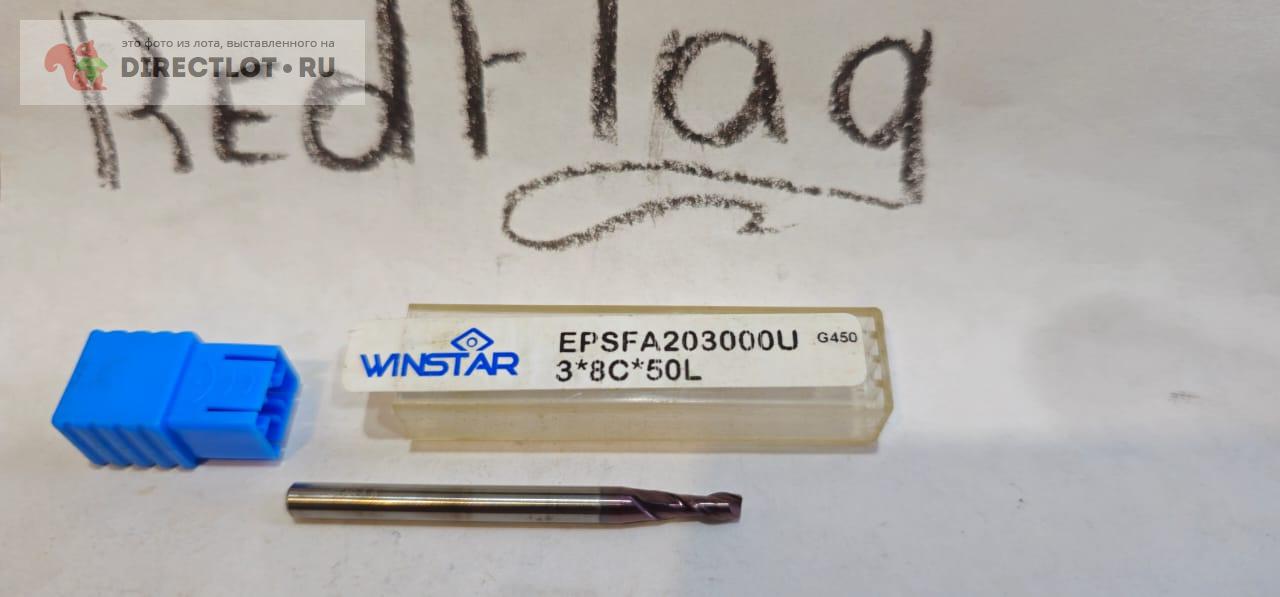 это фото из лота, выставленного на
DIRECTLOT•RU
RedFlag
WINSTAR
EPSFA203000U G450
3*8C*50L